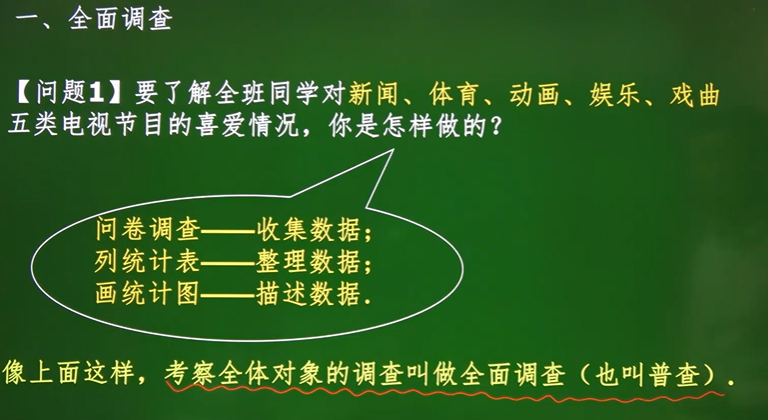 一、全面调查
【问题1】要了解全班同学对新闻、体育、动画、娱乐、戏曲
五类电视节目的喜爱情况，你是怎样做的？
问卷调查——收集数据；
列统计表——整理数据；
画统计图——描述数据．
像上面这样，考察全体对象的调查叫做全面调查（也叫普查）．